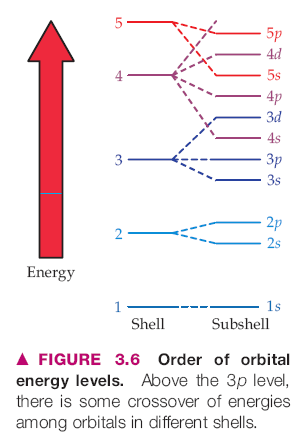 5
5p
4d
4
5s
4p
3d
4s
3
3p
3s
2p
2
2s
1
1s
Energy
Shell
Subshell
▲ FIGURE 3.6 Order of orbital
energy levels. Above the 3p level,
there is some crossover of energies
among orbitals in different shells.